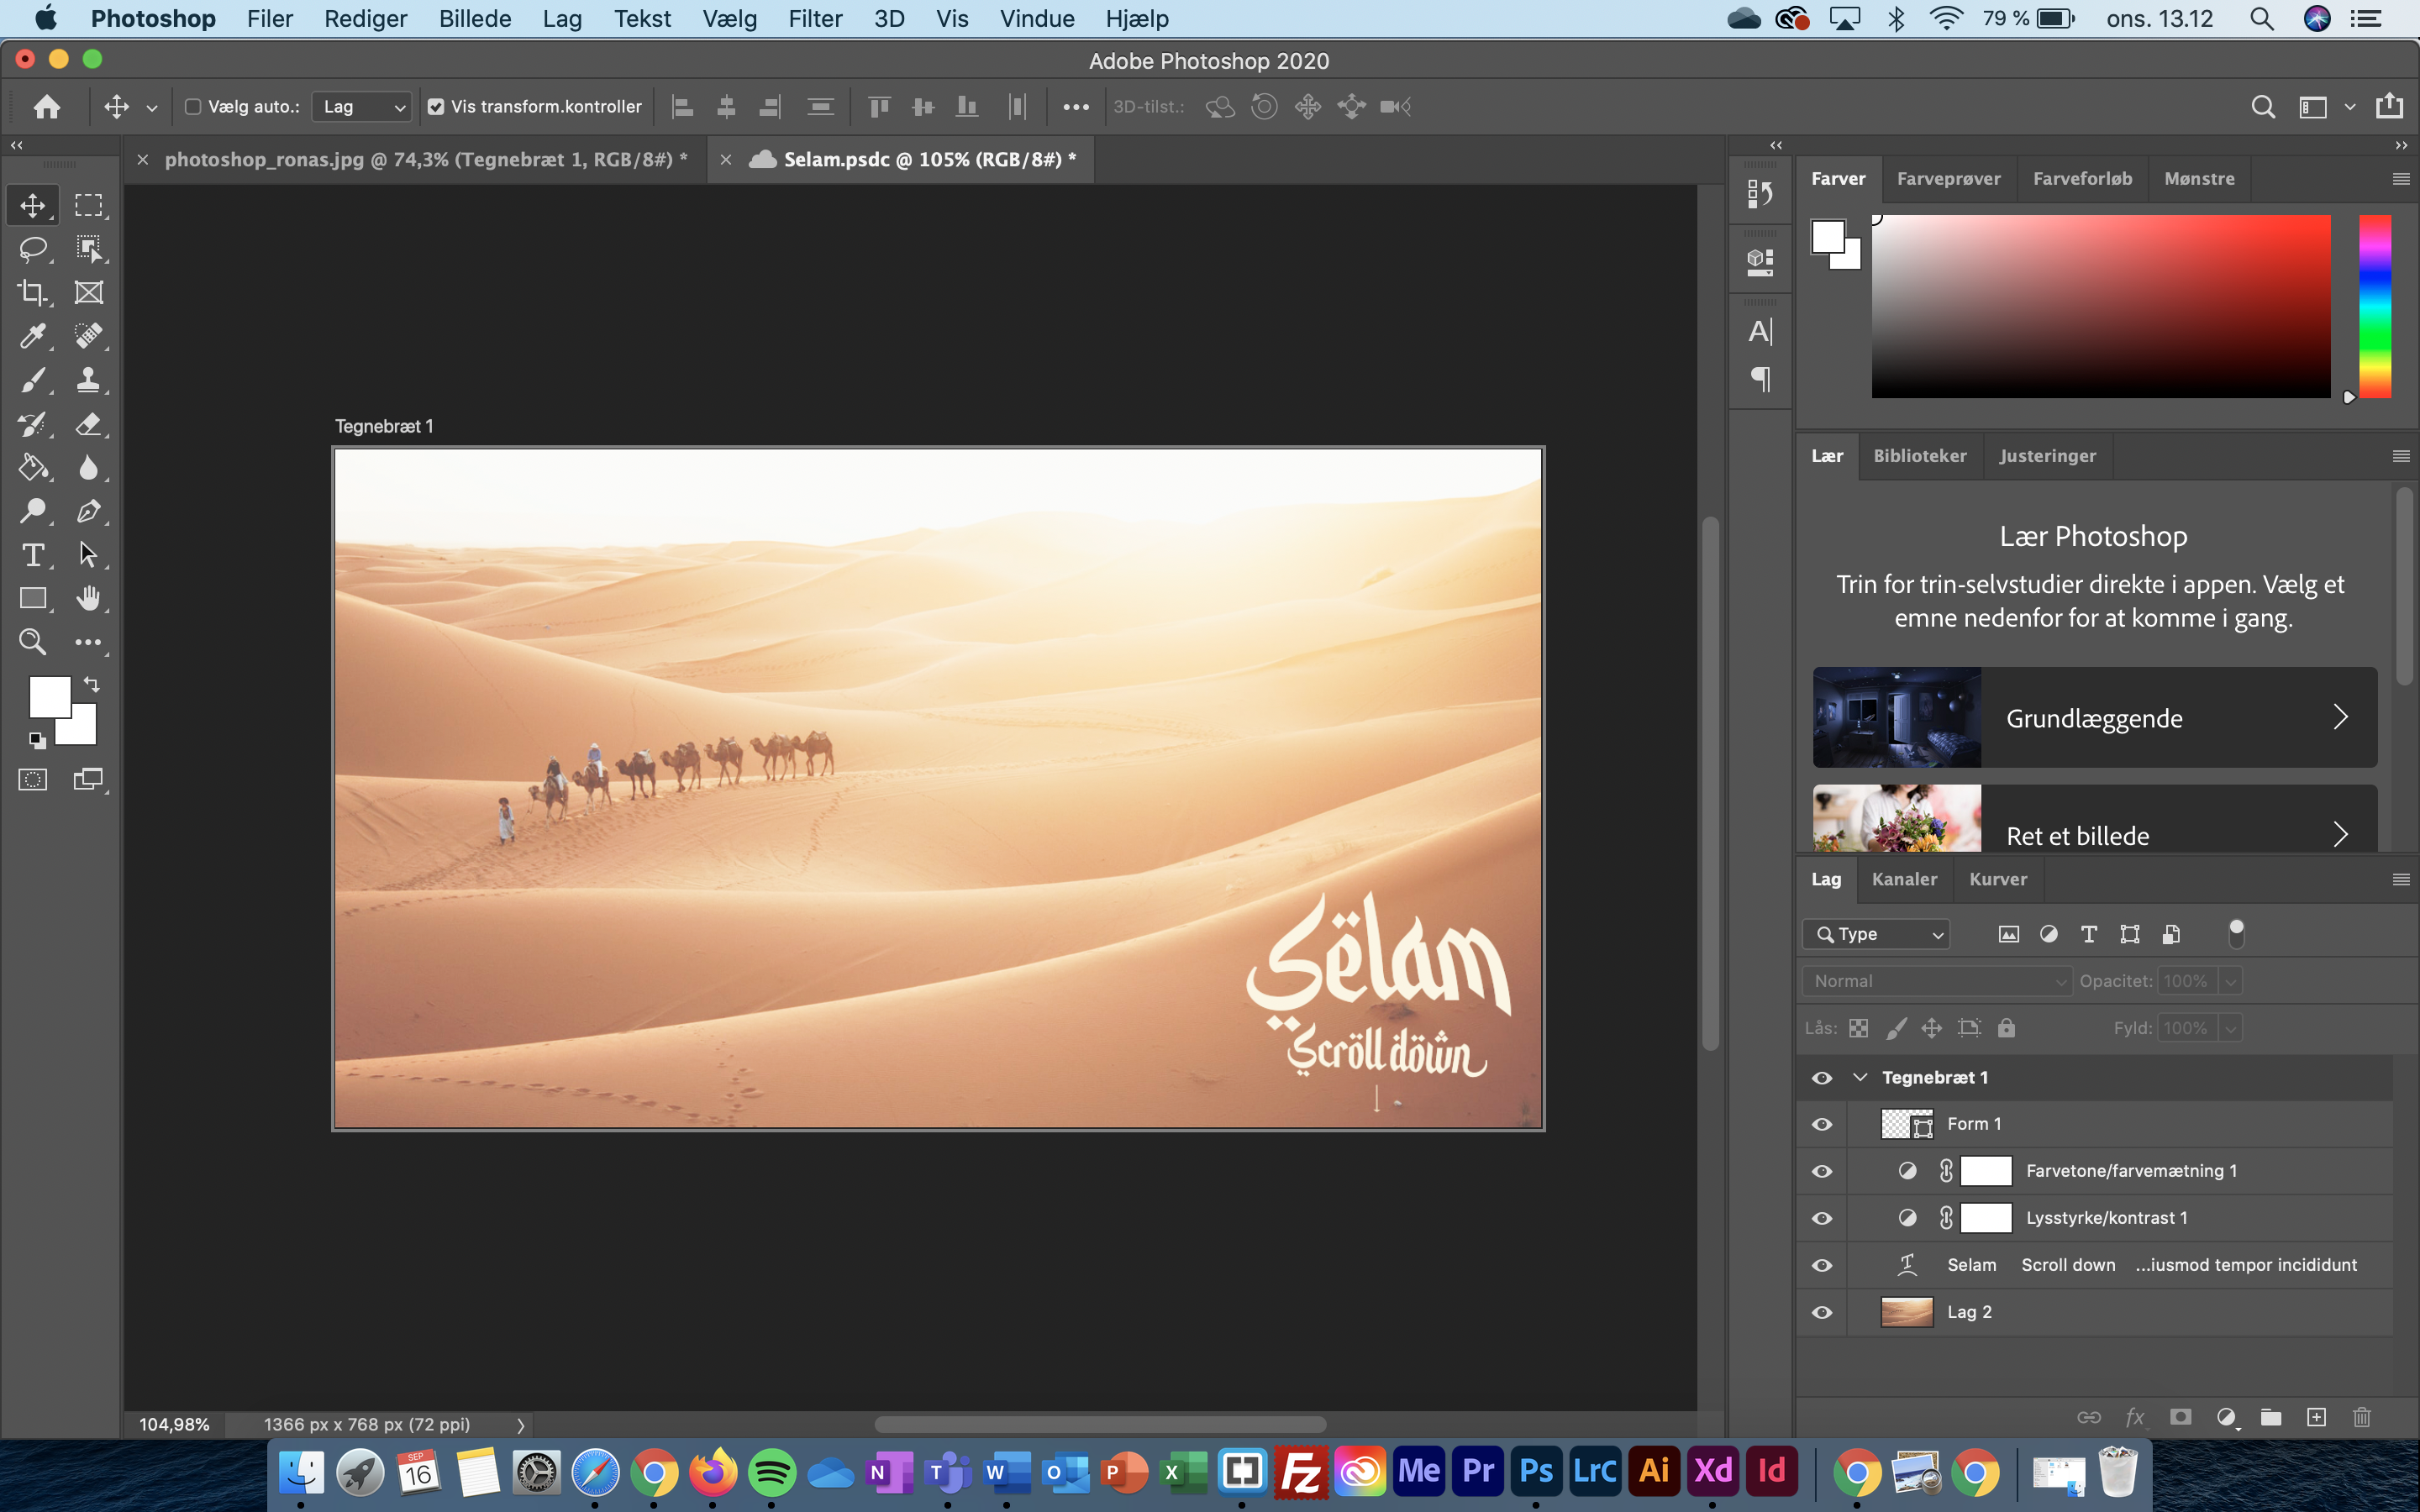 Photoshop Filer Rediger Billede Lag Tekst Vælg Filter 3D Vis Vindue Hjælp 79 % ons. 13.12
Adobe Photoshop 2020
Vælg auto.: Lag Vis transform.kontroller 3D-tilst.:
photoshop_ronas.jpg @ 74,3% (Tegnebræt 1, RGB/8#) * Selam.psdc @ 105% (RGB/8#) *
Farver Farveprøver Farveforløb Mønstre
Tegnebræt 1
Sëlam
Scröll döwn
Lær Biblioteker Justeringer
Lær Photoshop
Trin for trin-selvstudier direkte i appen. Vælg et
emne nedenfor for at komme i gang.
Grundlæggende
Ret et billede
Lag Kanaler Kurver
Type
Normal Opacitet: 100%
Lås: Fyld: 100%
Tegnebræt 1
Form 1
Farvetone/farvemætning 1
Lysstyrke/kontrast 1
Selam Scroll down ...iusmod tempor incididunt
Lag 2
fx
104,98% 1366 px x 768 px (72 ppi)
SEP
16
N T W O P X Fz Me Pr Ps LrC Ai Xd Id